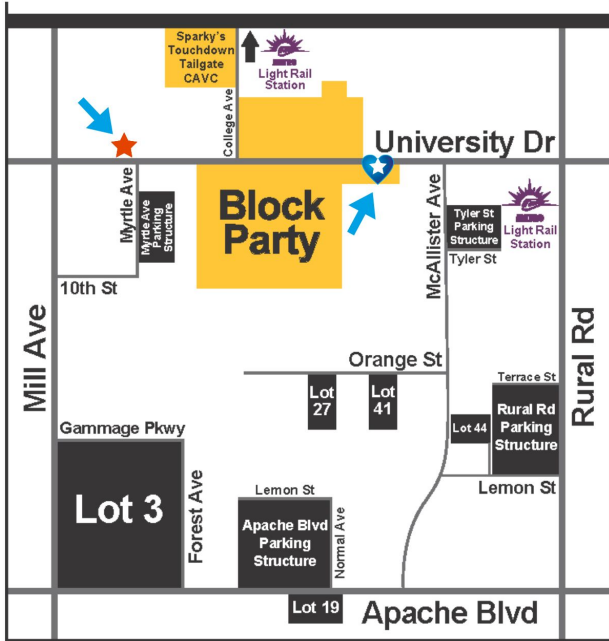 Sparky's
Touchdown
Tailgate
CAVC
College Ave
METRO
Light Rail
Station
University Dr
Myrtle Ave
Myrtle Ave
Parking
Structure
Block
Party
McAllister Ave
Tyler St
Parking
Structure
METRO
Light Rail
Station
Tyler St
10th St
Mill Ave
Rural Rd
Orange St
Lot
27
Lot
41
Terrace St
Rural Rd
Parking
Structure
Lot 44
Lemon St
Gammage Pkwy
Lot 3
Forest Ave
Lemon St
Apache Blvd
Parking
Structure
Normal Ave
Lot 19
Apache Blvd